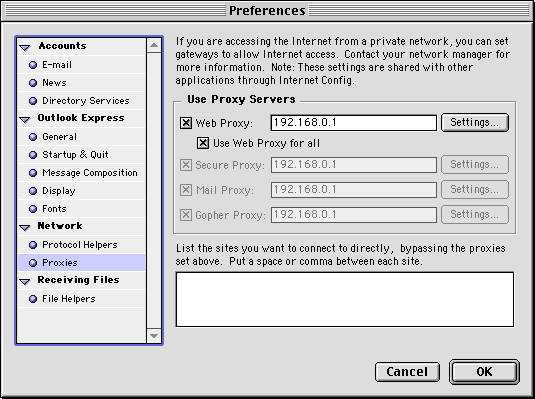 Preferences
Accounts
E-mail
News
Directory Services
Outlook Express
General
Startup & Quit
Message Composition
Display
Fonts
Network
Protocol Helpers
Proxies
Receiving Files
File Helpers
If you are accessing the Internet from a private network, you can set
gateways to allow Internet access. Contact your network manager for
more information. Note: These settings are shared with other
applications through Internet Config.
Use Proxy Servers
Web Proxy: 192.168.0.1 Settings...
Use Web Proxy for all
Secure Proxy: 192.168.0.1 Settings...
Mail Proxy: 192.168.0.1 Settings...
Gopher Proxy: 192.168.0.1 Settings...
List the sites you want to connect to directly, bypassing the proxies
set above. Put a space or comma between each site.
Cancel OK